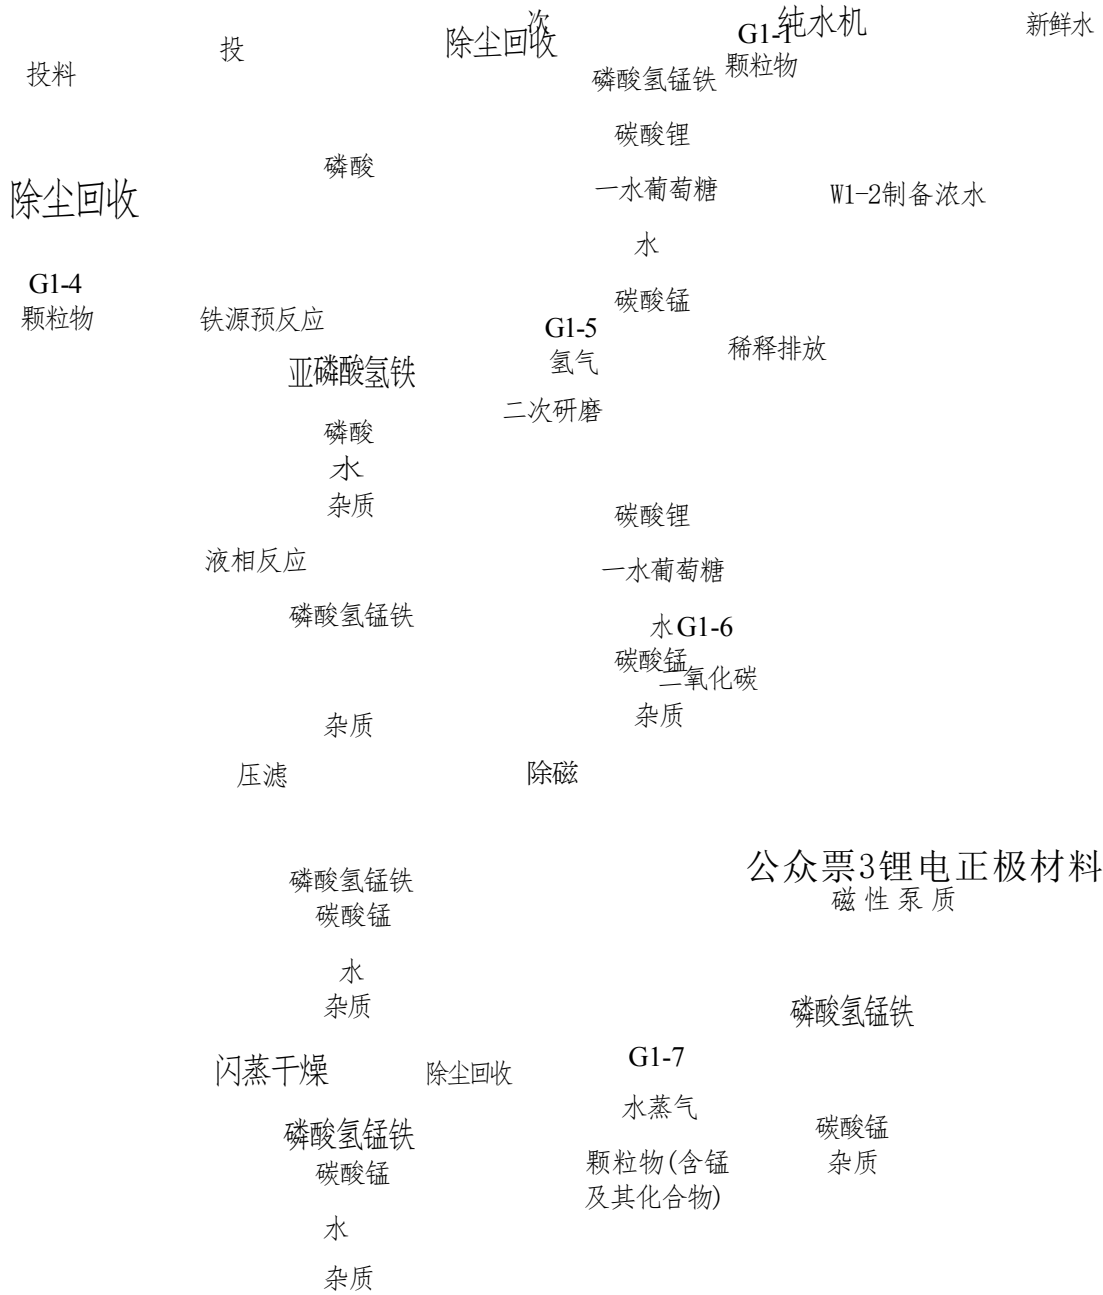 次
纯水机
新鲜水
投
除尘回收
G1-1
颗粒物
投料
磷酸氢锰铁
碳酸锂
磷酸
除尘回收
一水葡萄糖
W1-2制备浓水
水
G1-4
颗粒物
铁源预反应
碳酸锰
G1-5
氢气
稀释排放
亚磷酸氢铁
二次研磨
磷酸
水
杂质
碳酸锂
液相反应
一水葡萄糖
磷酸氢锰铁
水
G1-6
碳酸锰
二氧化碳
杂质
杂质
压滤
除磁
公众票3锂电正极材料
磁性泵质
磷酸氢锰铁
碳酸锰
水
杂质
磷酸氢锰铁
闪蒸干燥
除尘回收
G1-7
水蒸气
磷酸氢锰铁
碳酸锰
碳酸锰
杂质
颗粒物(含锰
及其化合物)
水
杂质